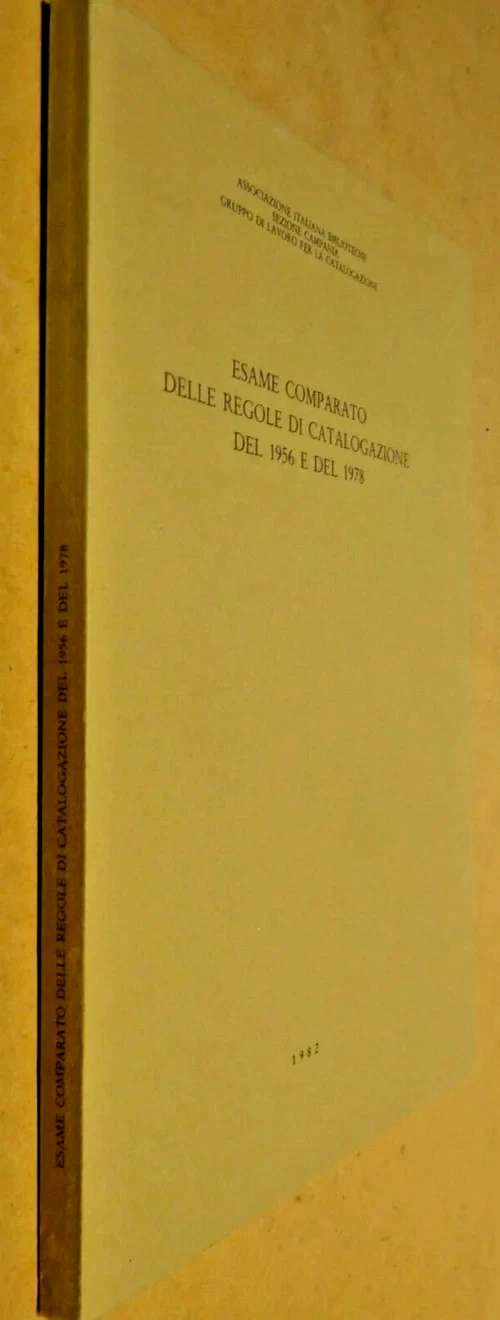 ASSOCIAZIONE ITALIANA BIBLIOTECHE
SEZIONE CAMPANIA
GRUPPO DI LAVORO PER LA CATALOGAZIONE
ESAME COMPARATO
DELLE REGOLE DI CATALOGAZIONE
DEL 1956 E DEL 1978
1982
ESAME COMPARATO DELLE REGOLE DI CATALOGAZIONE DEL 1956 E DEL 1978